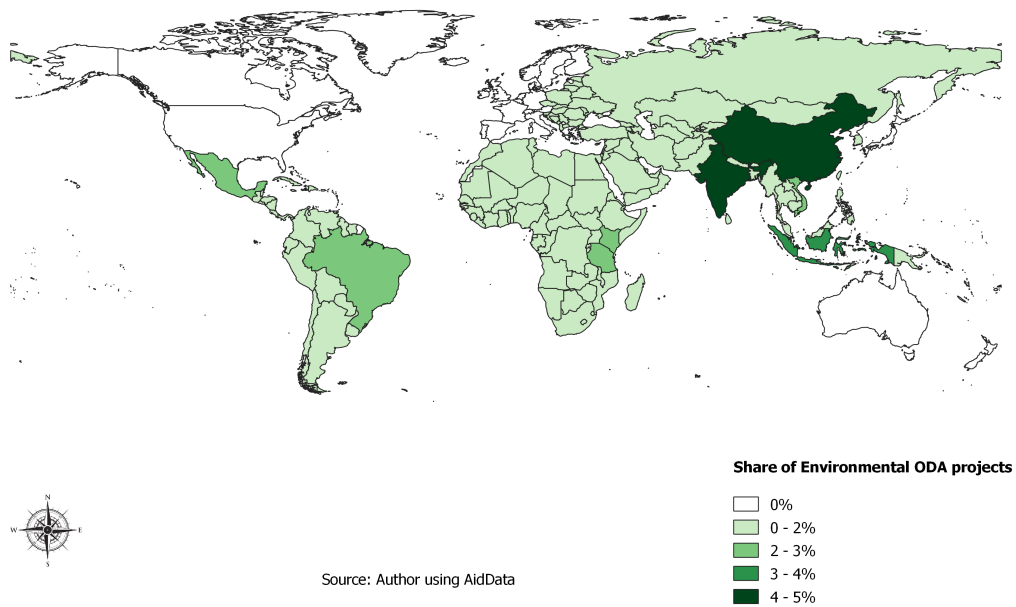 Share of Environmental ODA projects
0%
0 - 2%
2 - 3%
3 - 4%
4 - 5%
N
W
E
S
Source: Author using AidData